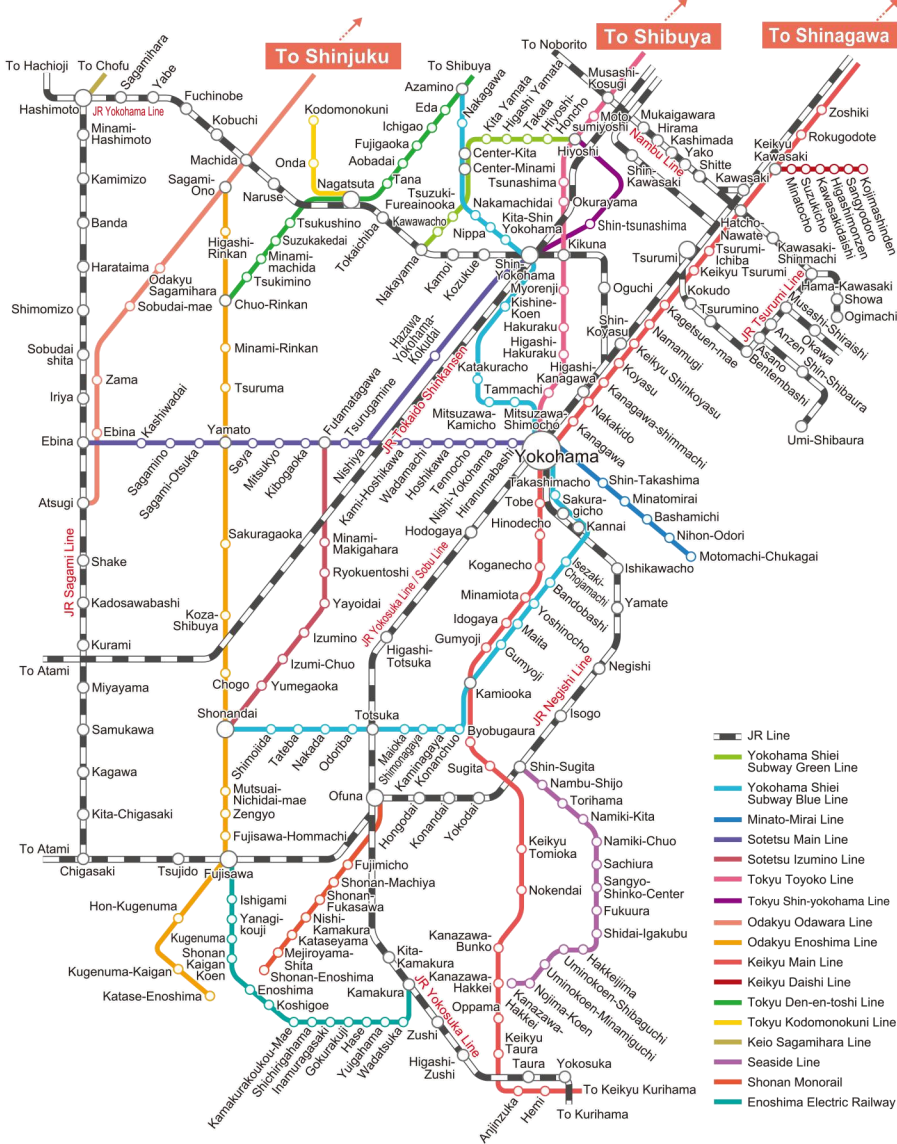 To Shinjuku
To Shibuya
To Shinagawa
To Hachioji
To Chofu
Sagamihara
Yabe
Hashimoto
JR Yokohama Line
Fuchinobe
Kobuchi
Machida
Naruse
Minami-
Hashimoto
Kamimizo
Banda
Harataima
Shimomizo
Sobudai
shita
Iriya
Ebina
Atsugi
JR Sagami Line
Shake
Kadosawabashi
Kurami
To Atami
Miyayama
Samukawa
Kagawa
Kita-Chigasaki
To Atami
Chigasaki
Tsujido
Fujisawa
Sagami-
Ono
Odakyu
Sagamihara
Sobudai-mae
Zama
Ebina
Kodomonokuni
Onda
Nagatsuta
To Shibuya
Azamino
Eda
Ichigao
Fujigaoka
Aobadai
Tana
Tsukushino
Suzukakedai
Minami-
machida
Tsukimino
Chuo-Rinkan
Higashi-
Rinkan
Minami-Rinkan
Tsuruma
Yamato
Sakuragaoka
Koza-
Shibuya
Chogo
Shonandai
Mutsuai-
Nichidai-mae
Zengyo
Fujisawa-Hommachi
Hon-Kugenuma
Kugenuma-Kaigan
Katase-Enoshima
Tokaichiba
Nakayama
Kamoi
Kozukue
Shin-
Yokohama
Kawawacho
Tsuzuki-
Fureainooka
Center-Minami
Center-Kita
Kita Yamata
Higashi Yamata
Takata
Hiyoshi-
Honcho
Hiyoshi
Nakagawa
Nakamachidai
Nippa
Kita-Shin
Yokohama
Kishine-
Koen
Katakuracho
Tammachi
Mitsuzawa-
Kamicho
Mitsuzawa-
Shimochō
Yokohama
To Noborito
Musashi-
Kosugi
Moto
sumiyoshi
Tsunashima
Okurayama
Shin-tsunashima
Kikuna
Myorenji
Hakuraku
Higashi-
Hakuraku
Higashi-
Kanagawa
Oguchi
Shin-
Koyasu
Nambu Line
Mukaigawara
Hirama
Kashimada
Yako
Shitte
Shin-
Kawasaki
Kawasaki
Keikyu
Kawasaki
Zoshiki
Rokugodote
Minatocho
Suzukicho
Kawasakidaishi
Higashimonzen
Sangyodoro
Kojimashinden
Hatcho-
Nawate
Kawasaki-
Shinmachi
Hama-Kawasaki
Showa
Ogimachi
Tsurumi
Tsurumi-
Ichiba
Keikyu Tsurumi
Kokudo
Tsurumino
Kagetsuen-mae
Namamugi
Keikyu Shinkoyasu
Koyasu
Kanagawa-shimmachi
Nakakido
Kanagawa
JR Tsurumi Line
Bentembashi
Asano
Anzen
Musashi-Shiraishi
Okawa
Shin-Shibaura
Umi-Shibaura
Hazawa
Yokohama-
Kokudai
JR-Tokaido Shinkansen
Kashiwadai
Sagamino
Sagami-Otsuka
Seya
Mitsukyo
Kibogaoka
Futamatagawa
Tsurugamine
Nishiya
Kami-Hoshikawa
Wadamachi
Hoshikawa
Tennocho
Nishi-Yokohama
Hiranumabashi
Minami-
Makigahara
Ryokuentoshi
Yayoidai
Izumino
Izumi-Chuo
Yumegaoka
Hodogaya
JR Yokosuka Line / Sobu Line
Higashi-
Totsuka
Totsuka
Shimoiida
Tateba
Nakada
Odoriba
Maioka
Shimonagaya
Kaminagaya
Konanchuo
Takashimacho
Sakura-
gicho
Kannai
Isezaki-
Chojamachi
Bandobashi
Yoshinocho
Maita
Gumyoji
Tobe
Hinodecho
Koganecho
Minamiota
Idogaya
Gumyoji
Kamiooka
Byobugaura
Sugita
Shin-Takashima
Minatomirai
Bashamichi
Nihon-Odori
Motomachi-Chukagai
Ishikawacho
Yamate
Negishi
Isogo
JR Negishi Line
Shin-Sugita
Ofuna
Hongodai
Konandai
Yokodai
Nambu-Shijo
Torihama
Namiki-Kita
Namiki-Chuo
Sachiura
Sangyo-
Shinko-Center
Fukuura
Shidai-Igakubu
Hakkeijima
Uminokoen-Shibaguchi
Uminokoen-Minamiguchi
Nojima-Koen
Kanazawa-
Hakkei
Keikyu
Tomioka
Nokendai
Kanazawa-
Bunko
Kanazawa-
Hakkei
Oppama
Keikyu
Taura
Anjinzuka
Hemi
To Keikyu Kurihama
Fujimicho
Shonan-Machiya
Shonan-
Fukasawa
Nishi-
Kamakura
Kataseyama
Mejiroyama-
Shita
Shonan-Enoshima
Ishigami
Yanagi-
kouji
Kugenuma
Shonan
Kaigan
Koen
Enoshima
Koshigoe
Kamakurakoukou-Mae
Shichirigahama
Inamuragasaki
Gokurakuji
Hase
Yuigahama
Wadatsuka
Kita-
Kamakura
Kamakura
JR Yokosuka Line
Zushi
Higashi-
Zushi
Taura
Yokosuka
To Kurihama
JR Line
Yokohama Shiei
Subway Green Line
Yokohama Shiei
Subway Blue Line
Minato-Mirai Line
Sotetsu Main Line
Sotetsu Izumino Line
Tokyu Toyoko Line
Tokyu Shin-yokohama Line
Odakyu Odawara Line
Odakyu Enoshima Line
Keikyu Main Line
Keikyu Daishi Line
Tokyu Den-en-toshi Line
Tokyu Kodomonokuni Line
Keio Sagamihara Line
Seaside Line
Shonan Monorail
Enoshima Electric Railway